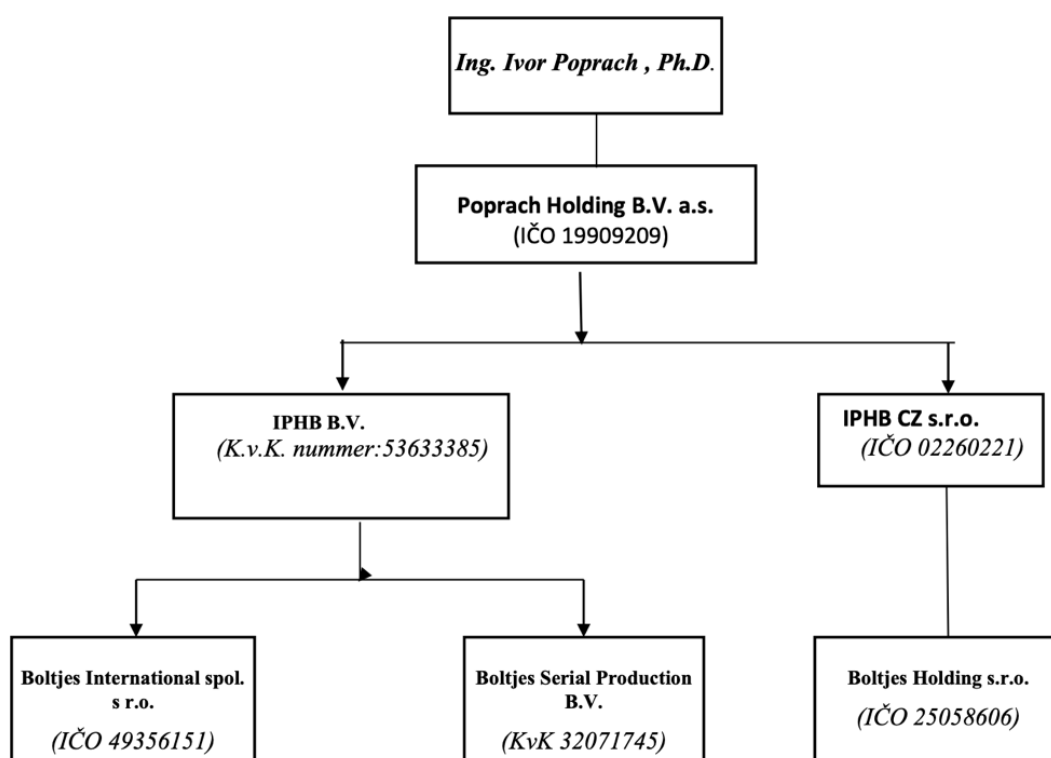 Ing. Ivor Poprach , Ph.D.
Poprach Holding B.V. a.s.
(IČO 19909209)
IPHB B.V.
(K.v.K. nummer:53633385)
IPHB CZ s.r.o.
(IČO 02260221)
Boltjes International spol.
s r.o.
(IČO 49356151)
Boltjes Serial Production
B.V.
(KvK 32071745)
Boltjes Holding s.r.o.
(IČO 25058606)